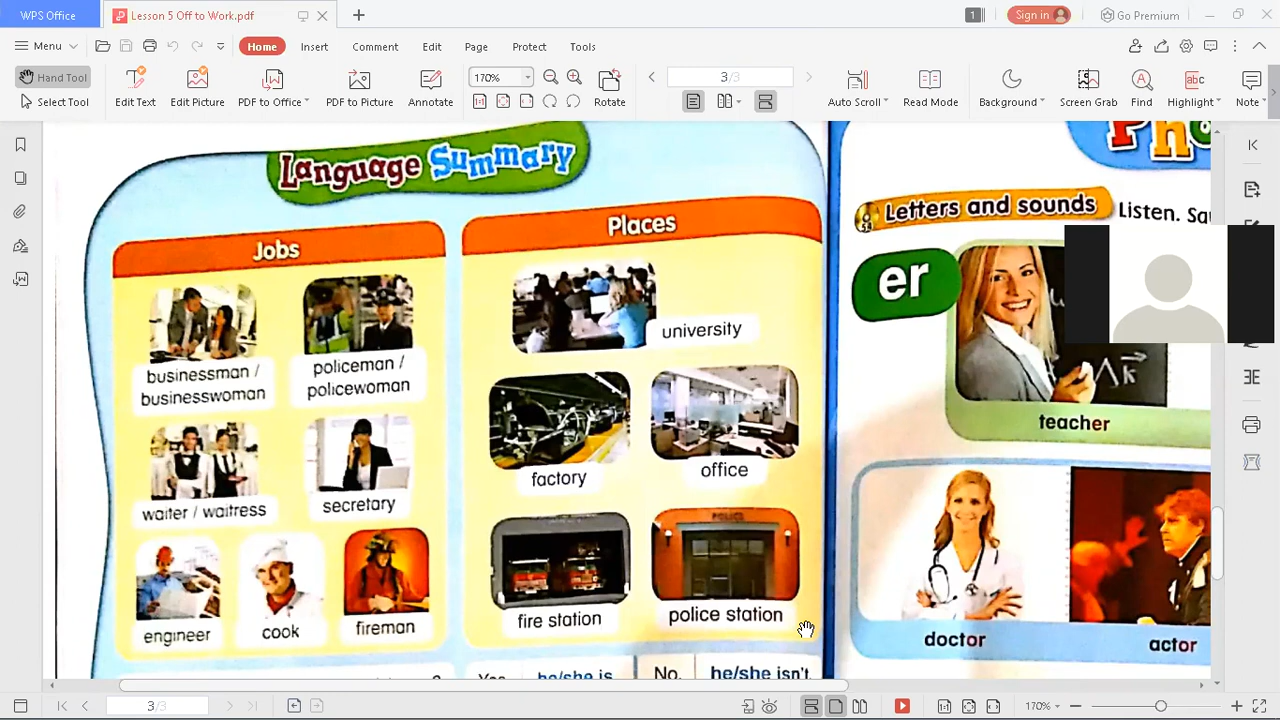 WPS Office
Lesson 5 Off to Work.pdf
1
Sign in
Go Premium
Menu
Home
Insert
Comment
Edit
Page
Protect
Tools
Hand Tool
Select Tool
Edit Text
Edit Picture
PDF to Office
PDF to Picture
Annotate
170%
Rotate
3/3
Auto Scroll
Read Mode
Background
Screen Grab
Find
Highlight
Note
Language Summary
Jobs
businessman /
businesswoman
policeman /
policewoman
waiter / waitress
secretary
engineer
cook
fireman
Places
university
factory
office
fire station
POLICE
police station
Yes
he/she is
No,
he/she isn't
Letters and sounds
Listen.
er
teacher
doctor
actor
3/3
170%